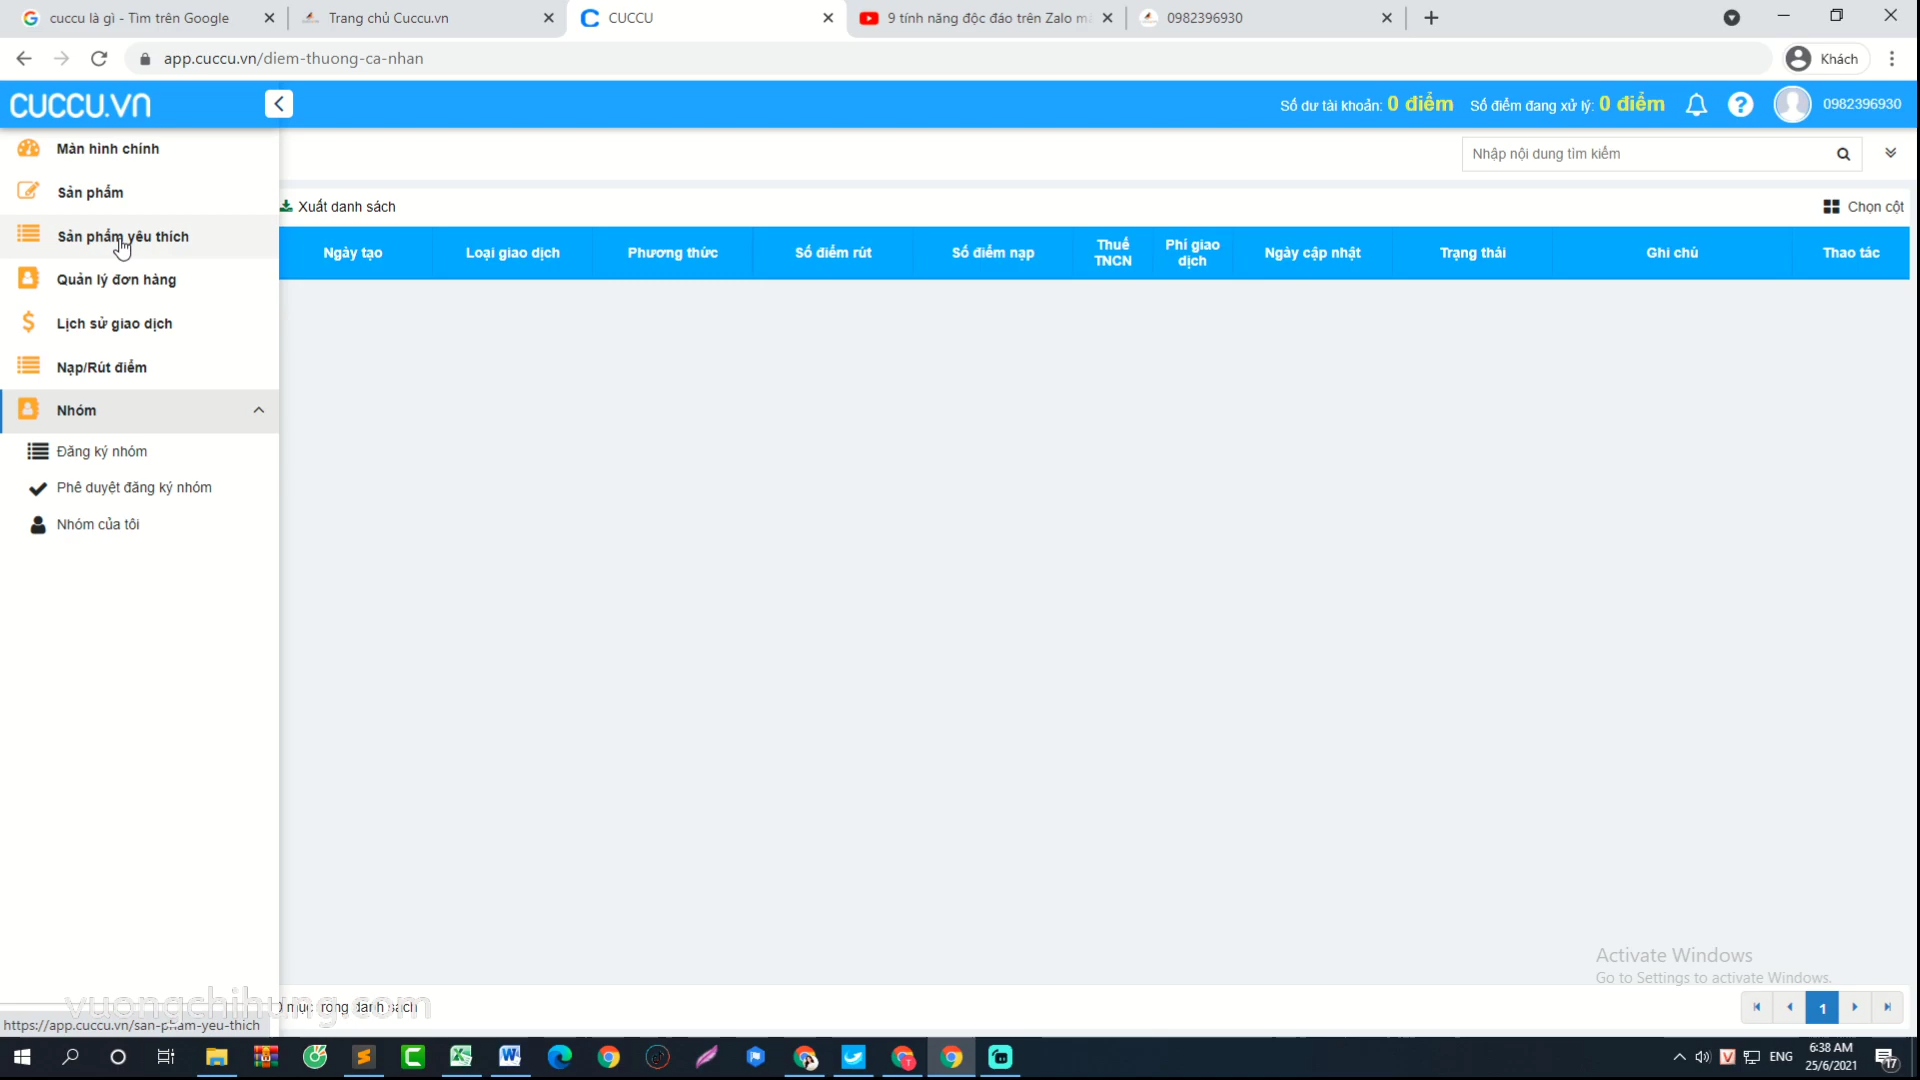 cuccu là gì - Tìm trên Google
Trang chủ Cuccu.vn
CUCCU
9 tính năng độc đáo trên Zalo m
0982396930
app.cuccu.vn/diem-thuong-ca-nhan
Khách
CUCCU.VN
Số dư tài khoản: 0 điểm Số điểm đang xử lý: 0 điểm
0982396930
Màn hình chính
Nhập nội dung tìm kiếm
Sản phẩm
Xuất danh sách
Chọn cột
Sản phẩm yêu thích
Ngày tạo
Loại giao dịch
Phương thức
Số điểm rút
Số điểm nạp
Thuế
TNCN
Phí giao
dịch
Ngày cập nhật
Trạng thái
Ghi chú
Thao tác
Quản lý đơn hàng
Lịch sử giao dịch
Nạp/Rút điểm
Nhóm
Đăng ký nhóm
Phê duyệt đăng ký nhóm
Nhóm của tôi
Activate Windows
Go to Settings to activate Windows.
vuongchihung.com
mục trong danh sách
1
https://app.cuccu.vn/san-pham-yeu-thich
ENG
6:38 AM
25/6/2021
17